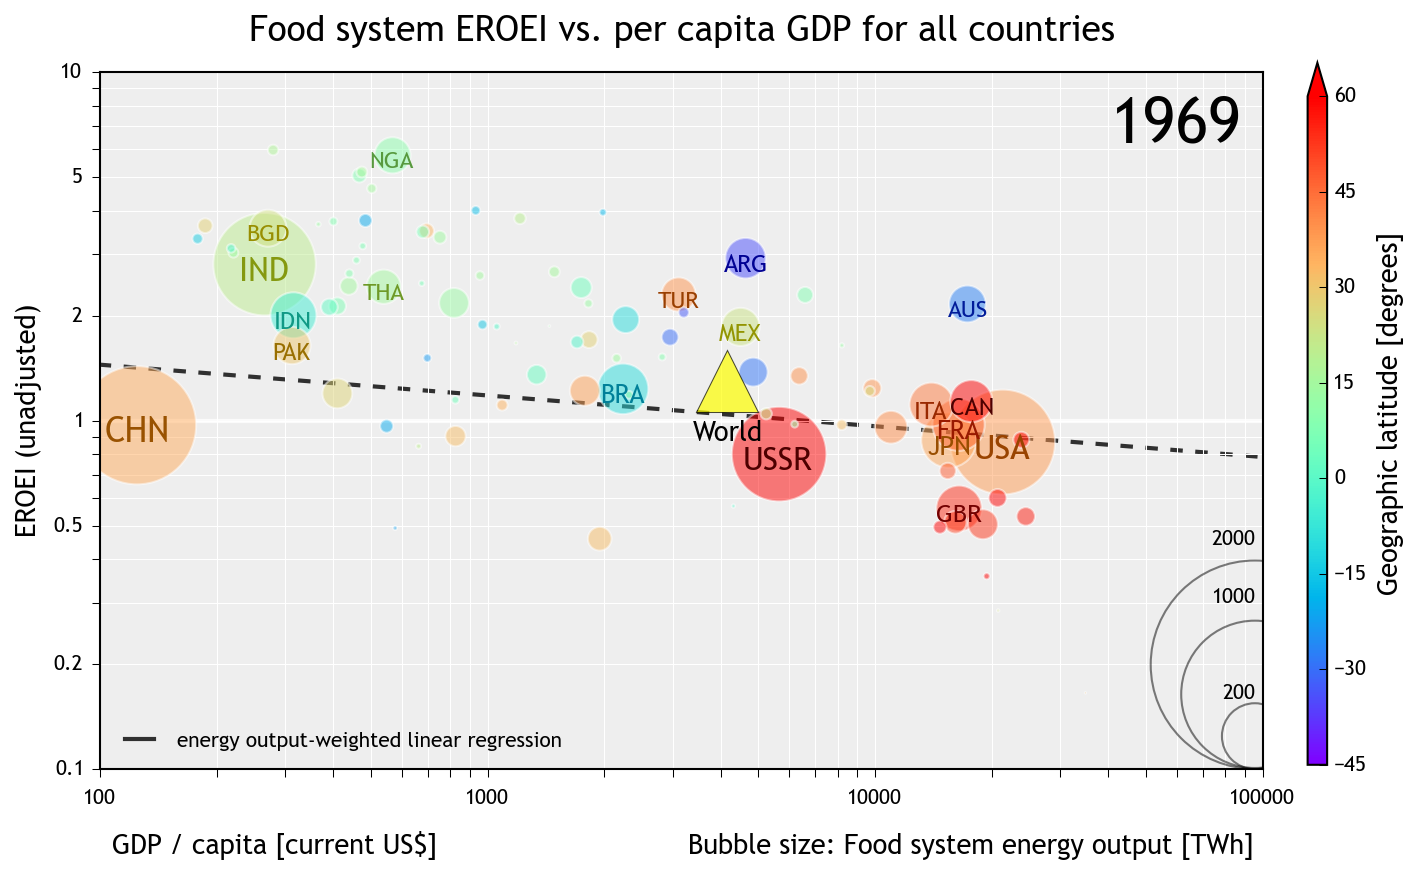 Food system EROEI vs. per capita GDP for all countries
1969
10
5
2
1
0.5
0.2
0.1
EROEI (unadjusted)
NGA
BGD
IND
THA
IDN
PAK
CHN
TUR
ARG
MEX
AUS
BRA
World
USSR
ITA
CAN
FRA
JPN
USA
GBR
2000
1000
200
energy output-weighted linear regression
100
1000
10000
100000
GDP / capita [current US$]
Bubble size: Food system energy output [TWh]
60
45
30
15
0
−15
−30
−45
Geographic latitude [degrees]